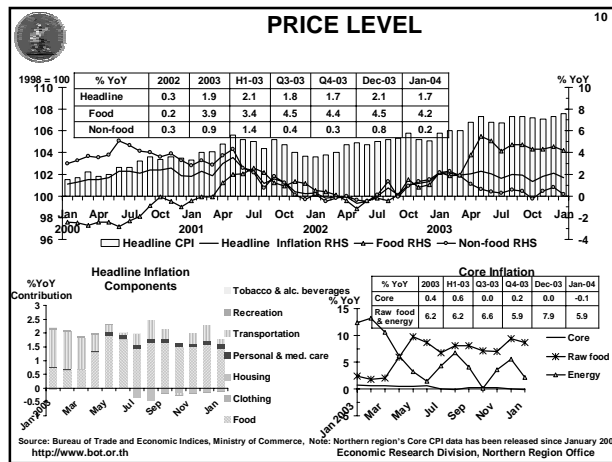 10
PRICE LEVEL
1998 = 100
% YoY
% YoY 2002 2003 H1-03 Q3-03 Q4-03 Dec-03 Jan-04
Headline 0.3 1.9 2.1 1.8 1.7 2.1 1.7
Food 0.2 3.9 3.4 4.5 4.4 4.5 4.2
Non-food 0.3 0.9 1.4 0.4 0.3 0.8 0.2
110 10
108 8
106 6
104 4
102 2
100 0
98 -2
96 -4
Jan Apr Jul Oct Jan Apr Jul Oct Jan Apr Jul Oct Jan Apr Jul Oct Jan
2000 2001 2002 2003
Headline CPI Headline Inflation RHS Food RHS Non-food RHS
Headline Inflation
Components
%YoY
Contribution
3
2.5
2
1.5
1
0.5
0
-0.5
-1
Jan 2003 Mar May Jul Sep Nov Jan
Tobacco & alc. beverages
Recreation
Transportation
Personal & med. care
Housing
Clothing
Food
Core Inflation
% YoY 2003 H1-03 Q3-03 Q4-03 Dec-03 Jan-04
Core 0.4 0.6 0.0 0.2 0.0 -0.1
Raw food & energy 6.2 6.2 6.6 5.9 7.9 5.9
% YoY
15
10
5
0
Jan 2003 Mar May Jul Sep Nov Jan
Core
Raw food
Energy
Source: Bureau of Trade and Economic Indices, Ministry of Commerce, Note: Northern region's Core CPI data has been released since January 200
http://www.bot.or.th Economic Research Division, Northern Region Office